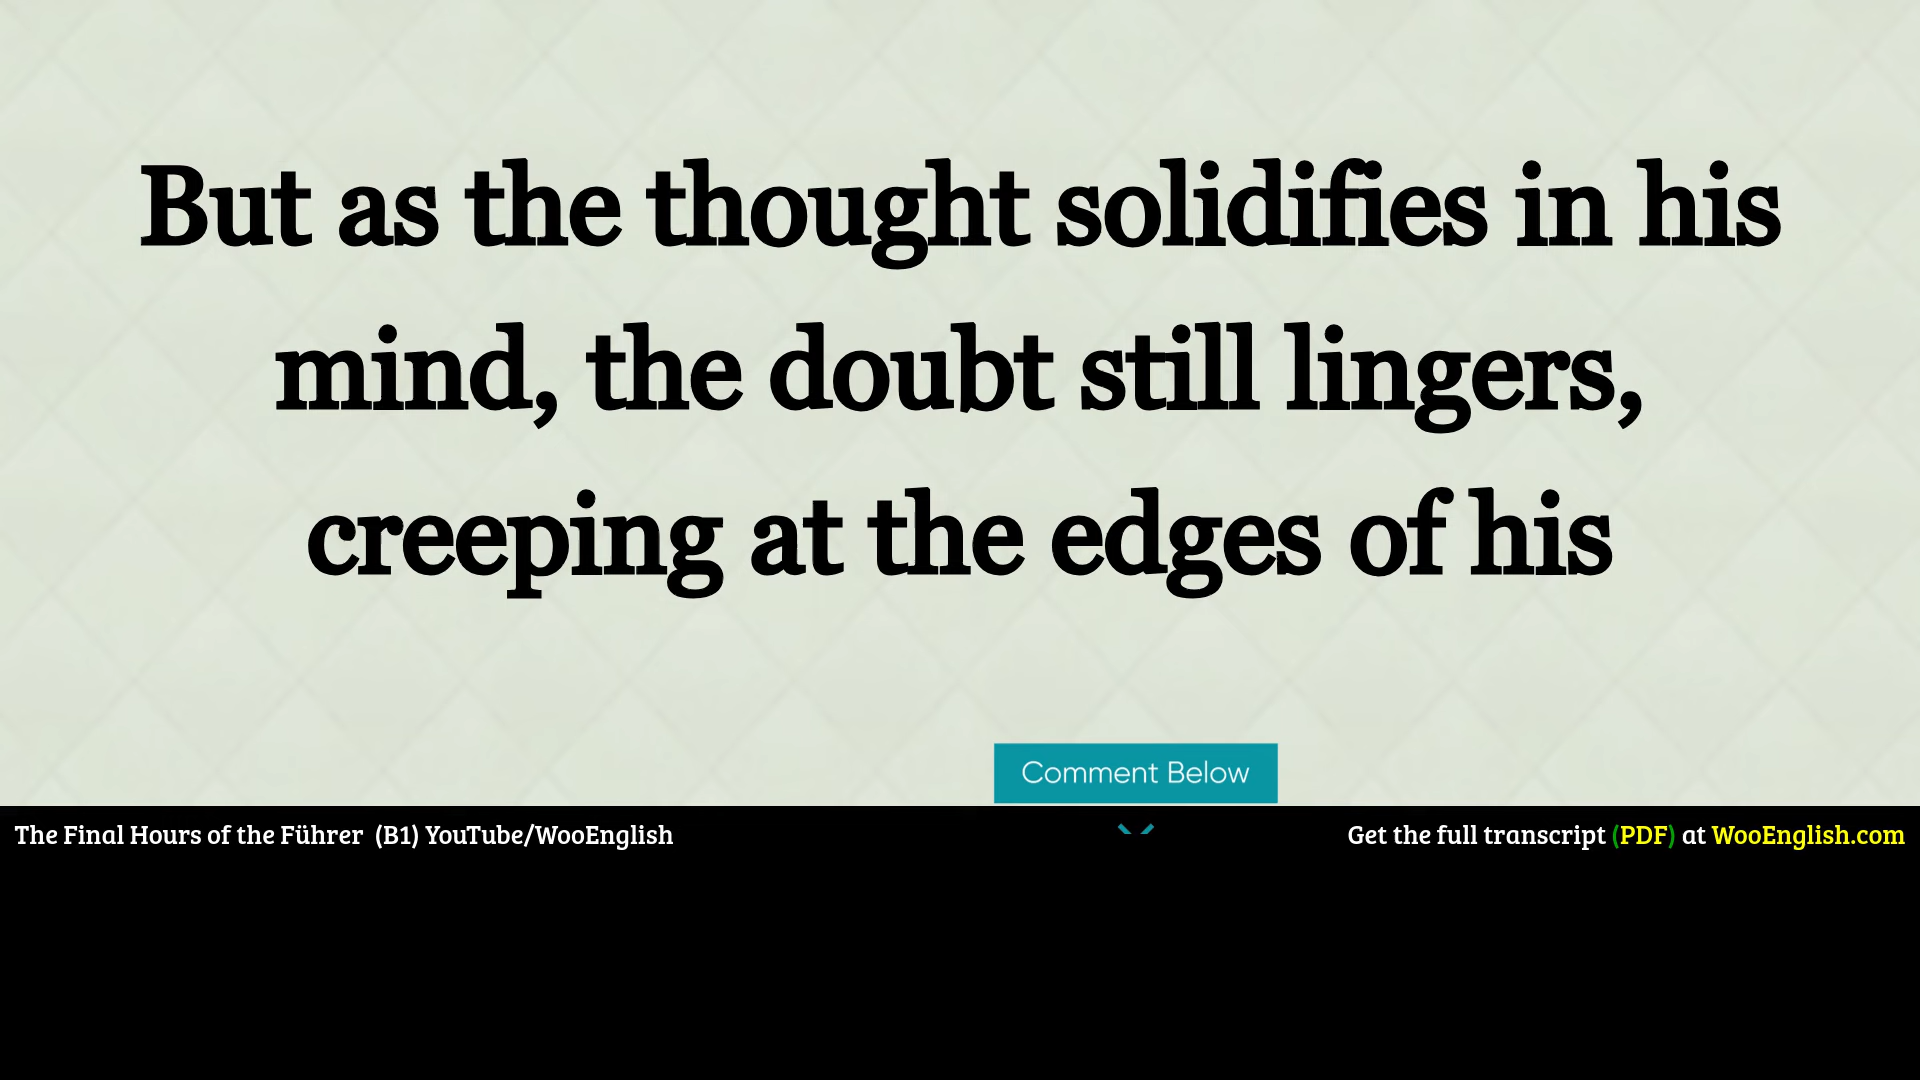 But as the thought solidifies in his
mind, the doubt still lingers,
creeping at the edges of his
Comment Below
The Final Hours of the Führer (B1) YouTube/WooEnglish
Get the full transcript (PDF) at WooEnglish.com